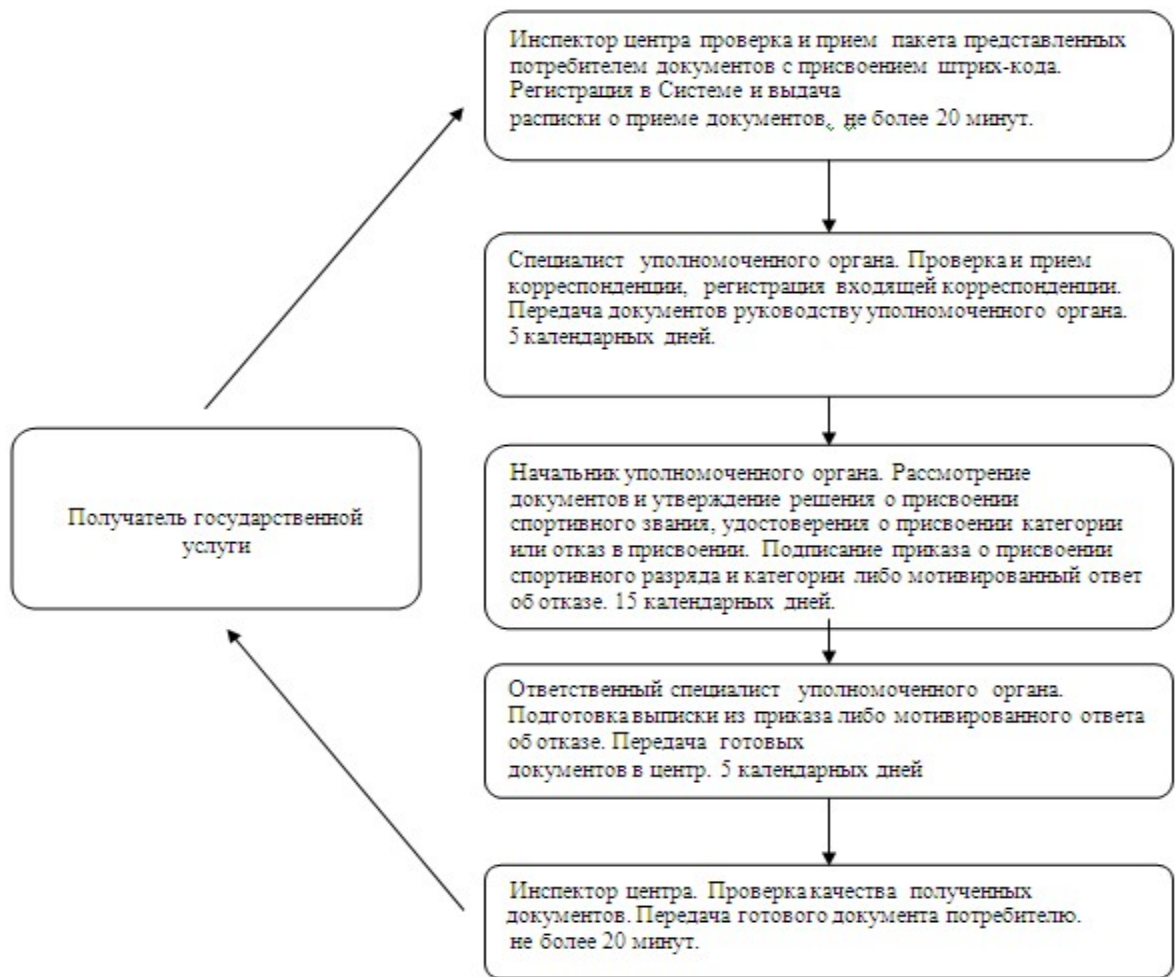 Инспектор центра проверка и прием пакета представленных
потребителем документов с присвоением штрих-кода.
Регистрация в Системе и выдача
расписки о приеме документов, не более 20 минут.
Специалист уполномоченного органа. Проверка и прием
корреспонденции, регистрация входящей корреспонденции.
Передача документов руководству уполномоченного органа.
5 календарных дней.
Получатель государственной
услуги
Начальник уполномоченного органа. Рассмотрение
документов и утверждение решения о присвоении
спортивного звания, удостоверения о присвоении категории
или отказ в присвоении. Подписание приказа о присвоении
спортивного разряда и категории либо мотивированный ответ
об отказе. 15 календарных дней.
Ответственный специалист уполномоченного органа.
Подготовка выписки из приказа либо мотивированного ответа
об отказе. Передача готовых
документов в центр. 5 календарных дней
Инспектор центра. Проверка качества полученных
документов. Передача готового документа потребителю.
не более 20 минут.